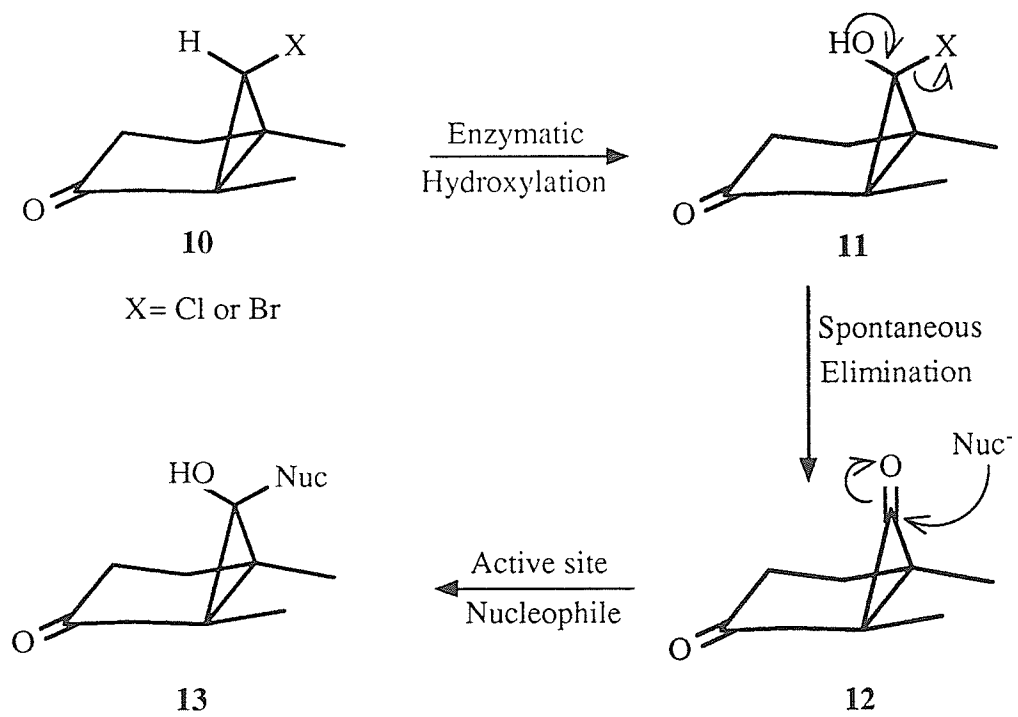 H X
O
10
X= Cl or Br
Enzymatic
Hydroxylation
HO X
O
11
Spontaneous
Elimination
HO Nuc
O
13
Active site
Nucleophile
O Nuc-
O
12